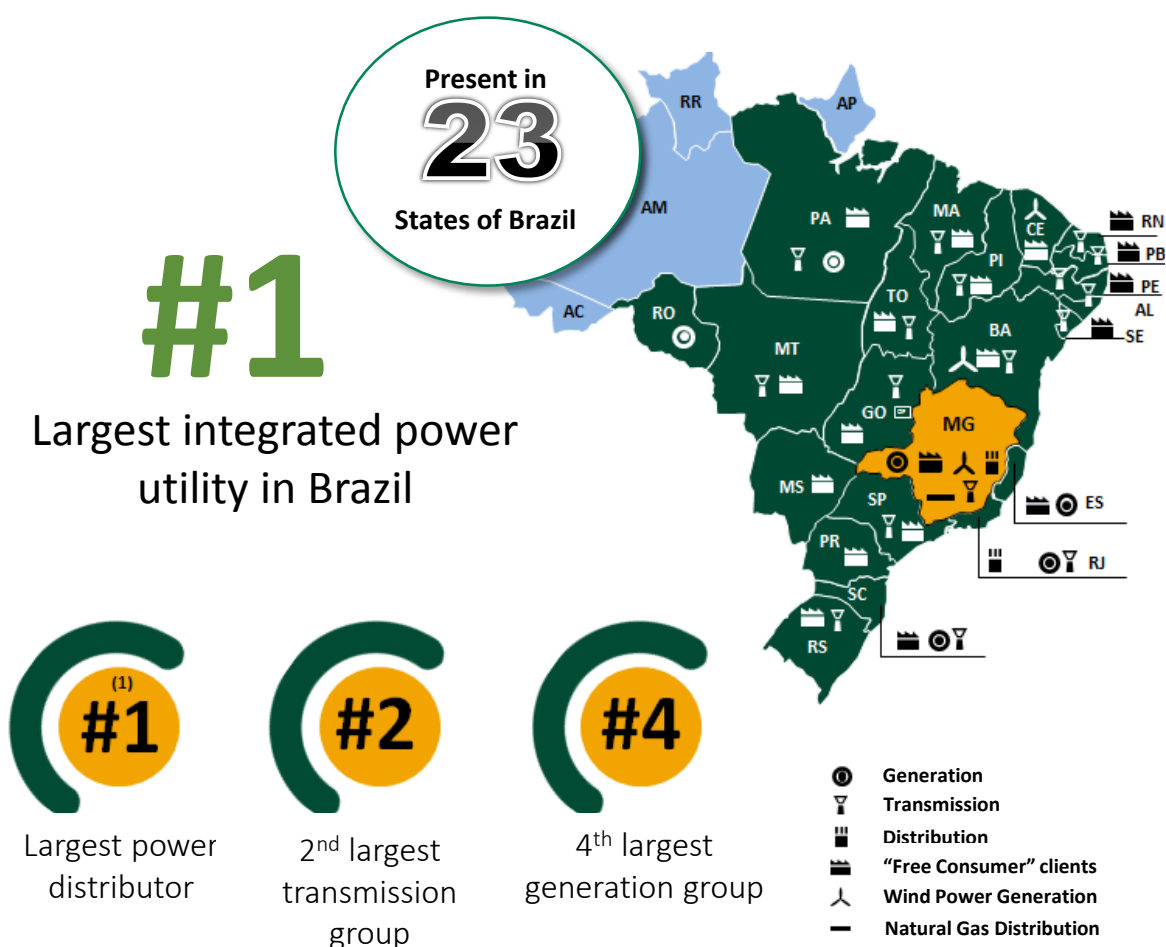 Present in
23
States of Brazil
#1
Largest integrated power
utility in Brazil
RR
AP
AM
PA
MA
CE
RN
PB
PI
PE
AL
SE
AC
RO
TO
BA
MT
GO
MG
MS
SP
ES
PR
RJ
SC
RS
(1)
#1
Largest power
distributor
#2
2nd largest
transmission
group
#4
4th largest
generation group
Generation
Transmission
Distribution
“Free Consumer” clients
Wind Power Generation
Natural Gas Distribution